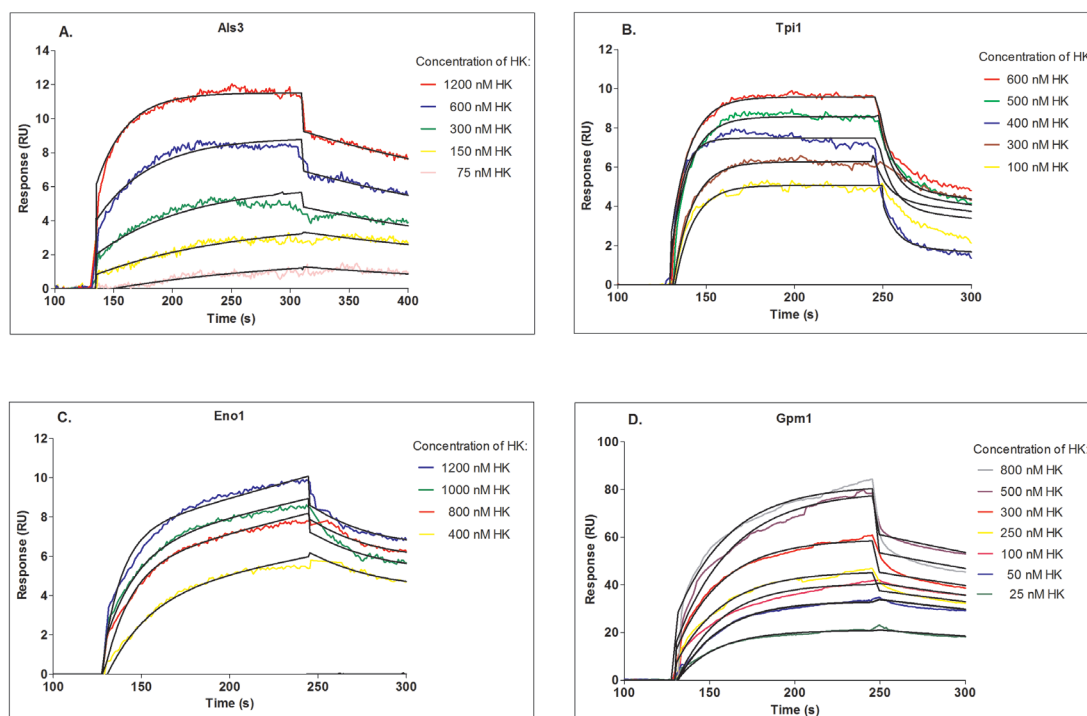 A.
Als3
Concentration of HK:
1200 nM HK
600 nM HK
300 nM HK
150 nM HK
75 nM HK
Response (RU)
14
12
10
8
6
4
2
0
100
150
200
250
300
350
400
Time (s)
B.
Tpi1
Concentration of HK:
600 nM HK
500 nM HK
400 nM HK
300 nM HK
100 nM HK
Response (RU)
12
10
8
6
4
2
0
100
150
200
250
300
Time (s)
C.
Eno1
Concentration of HK:
1200 nM HK
1000 nM HK
800 nM HK
400 nM HK
Response (RU)
12
10
8
6
4
2
0
100
150
200
250
300
Time (s)
D.
Gpm1
Concentration of HK:
800 nM HK
500 nM HK
300 nM HK
250 nM HK
100 nM HK
50 nM HK
25 nM HK
Response (RU)
100
80
60
40
20
0
100
150
200
250
300
Time (s)